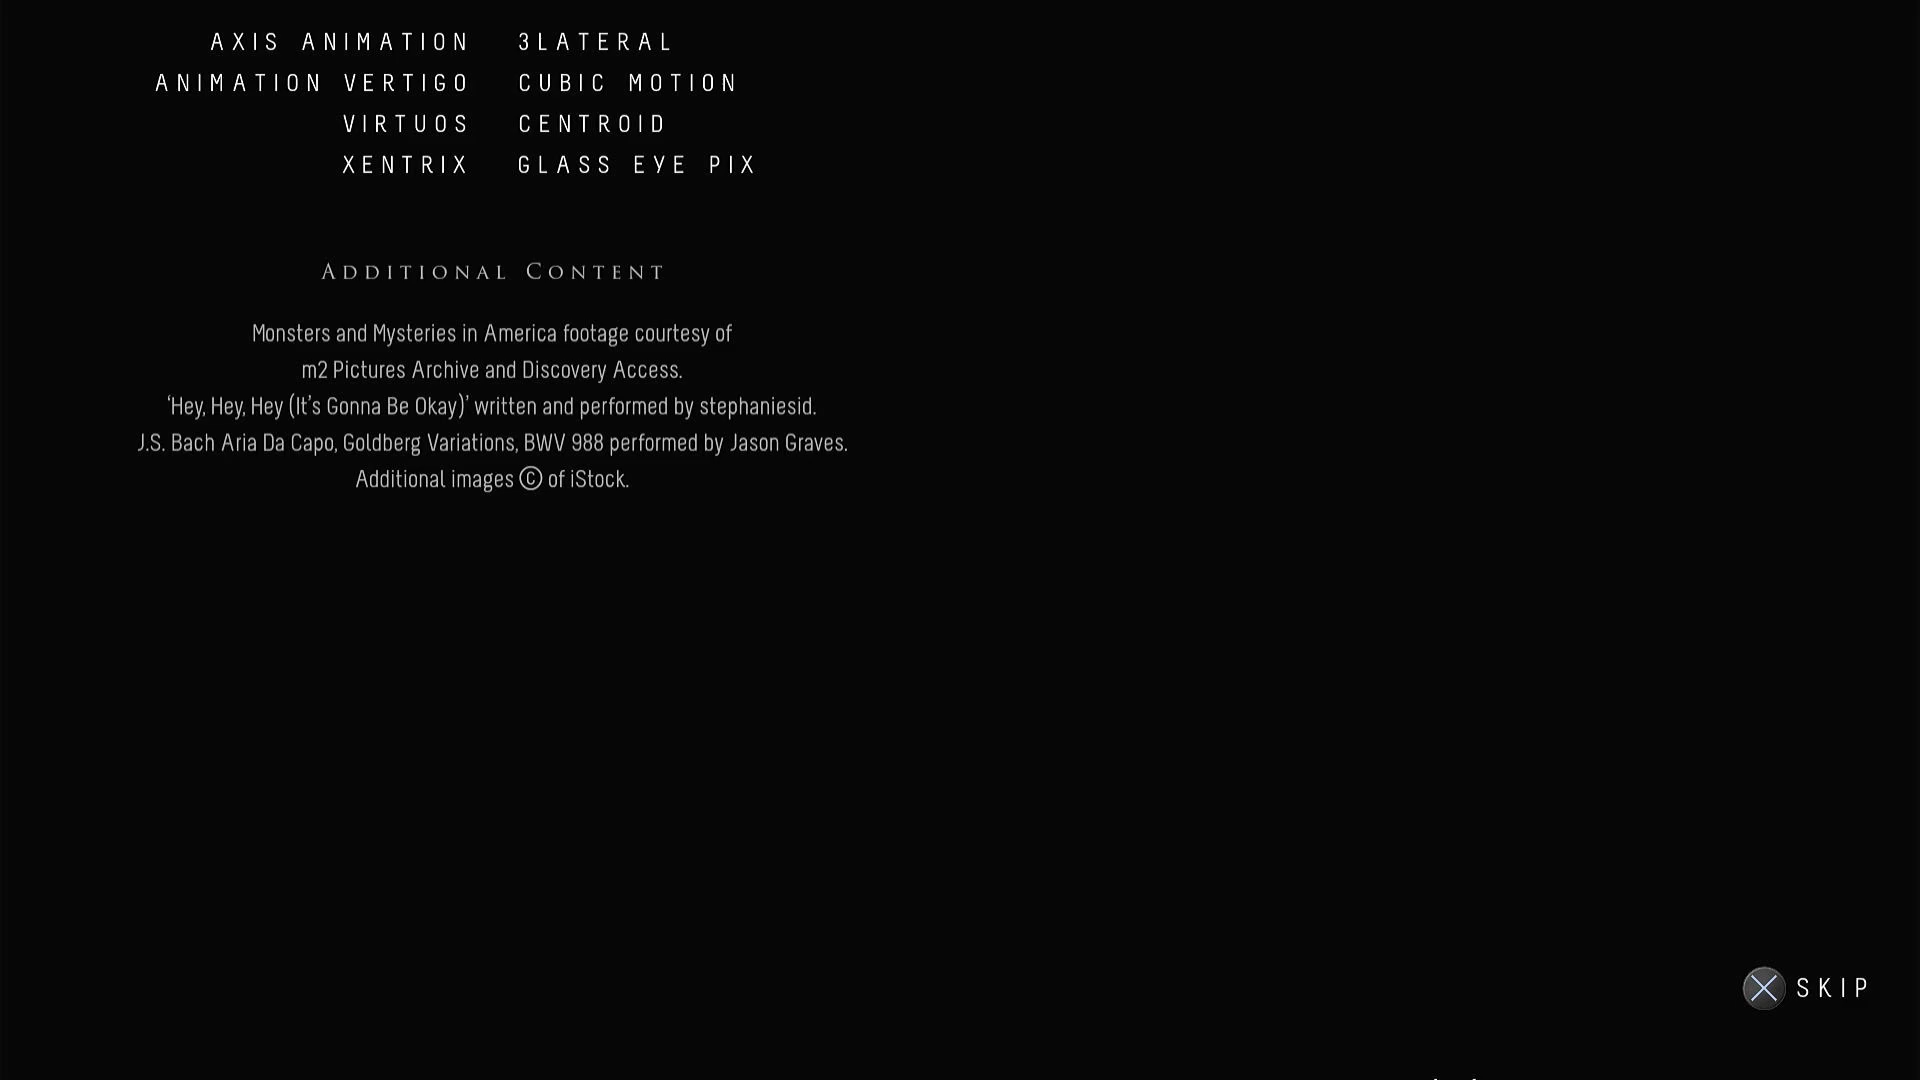 AXIS ANIMATION 3LATERAL
ANIMATION VERTIGO CUBIC MOTION
VIRTUOS CENTROID
XENTRIX GLASS EYE PIX
ADDITIONAL CONTENT
Monsters and Mysteries in America footage courtesy of
m2 Pictures Archive and Discovery Access.
‘Hey, Hey, Hey (It’s Gonna Be Okay)’ written and performed by stephaniesid.
J.S. Bach Aria Da Capo, Goldberg Variations, BWV 988 performed by Jason Graves.
Additional images © of iStock.
SKIP